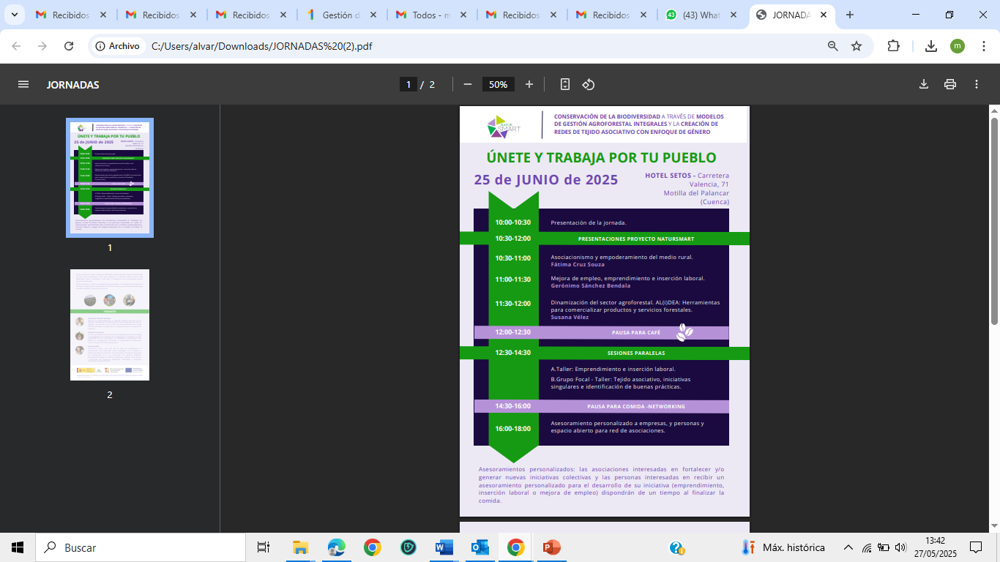 Recibidos
Recibidos
Recibidos
Gestión d
Todos - m
Recibidos
Recibidos
43
(43) What
JORNADA
Archivo
C:/Users/alvar/Downloads/JORNADAS%20(2).pdf
m
JORNADAS
1 / 2
50%
1
2
NATUR
SMART
CONSERVACIÓN DE LA BIODIVERSIDAD A TRAVÉS DE MODELOS
DE GESTIÓN AGROFORESTAL INTEGRALES Y LA CREACIÓN DE
REDES DE TEJIDO ASOCIATIVO CON ENFOQUE DE GÉNERO
ÚNETE Y TRABAJA POR TU PUEBLO
25 de JUNIO de 2025
HOTEL SETOS - Carretera
Valencia, 71
Motilla del Palancar
(Cuenca)
10:00-10:30 Presentación de la jornada.
10:30-12:00 PRESENTACIONES PROYECTO NATURSMART
10:30-11:00 Asociacionismo y empoderamiento del medio rural.
Fátima Cruz Souza
11:00-11:30 Mejora de empleo, emprendimiento e inserción laboral.
Gerónimo Sánchez Bendala
11:30-12:00 Dinamización del sector agroforestal. AL(i)DEA: Herramientas
para comercializar productos y servicios forestales.
Susana Vélez
12:00-12:30 PAUSA PARA CAFÉ
12:30-14:30 SESIONES PARALELAS
A.Taller: Emprendimiento e inserción laboral.
B.Grupo Focal - Taller: Tejido asociativo, iniciativas
singulares e identificación de buenas prácticas.
14:30-16:00 PAUSA PARA COMIDA -NETWORKING
16:00-18:00 Asesoramiento personalizado a empresas, y personas y
espacio abierto para red de asociaciones.
Asesoramientos personalizados: las asociaciones interesadas en fortalecer y/o
generar nuevas iniciativas colectivas y las personas interesadas en recibir un
asesoramiento personalizado para el desarrollo de su iniciativa (emprendimiento,
inserción laboral o mejora de empleo) dispondrán de un tiempo al finalizar la
comida.
Buscar
Máx. histórica
13:42
27/05/2025